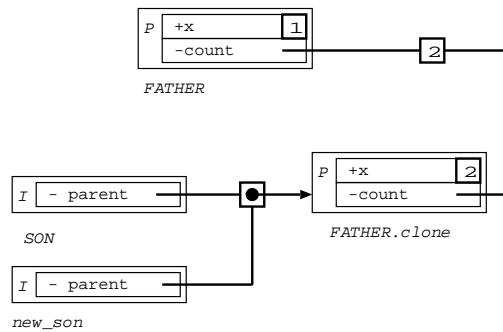 P +x 1
-count 2
FATHER
P +x 2
I - parent -count
SON FATHER.clone
I - parent
new_son